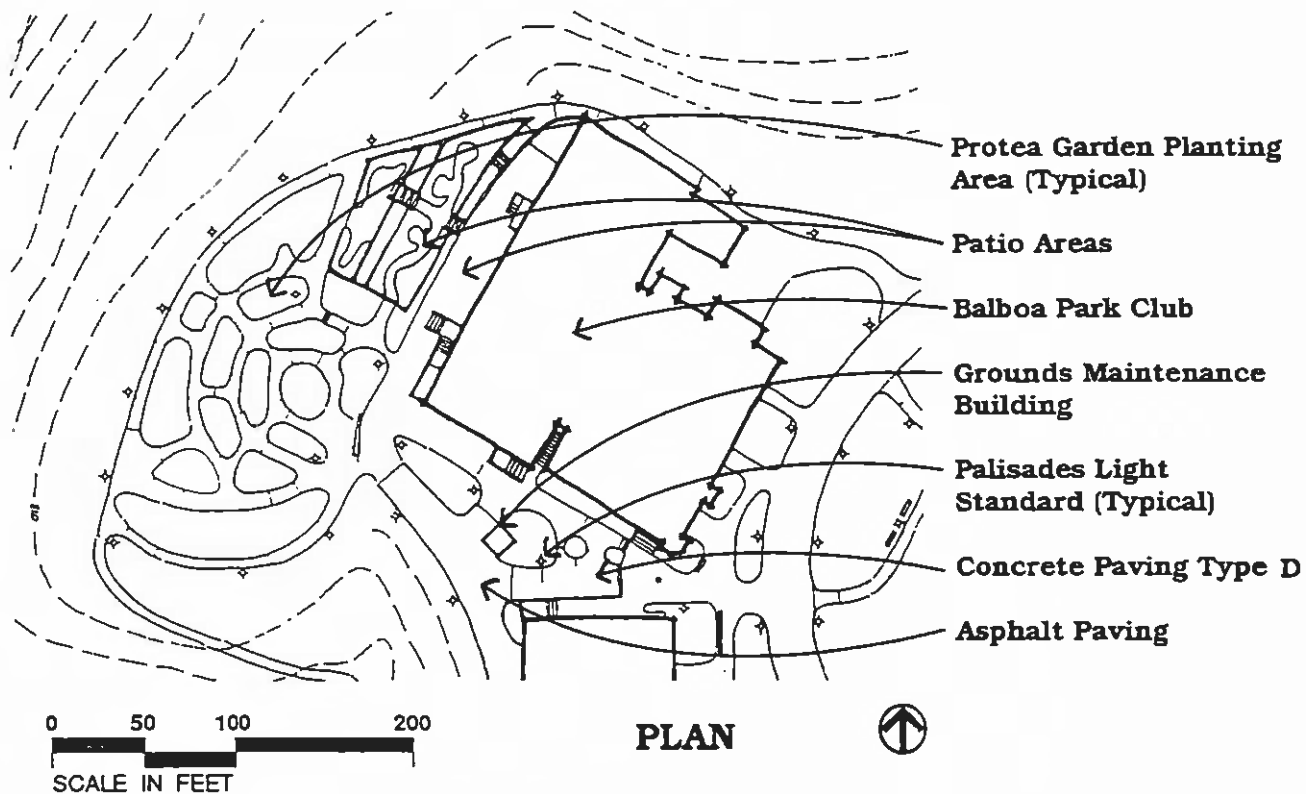 Protea Garden Planting
Area (Typical)
Patio Areas
Balboa Park Club
Grounds Maintenance
Building
Palisades Light
Standard (Typical)
Concrete Paving Type D
Asphalt Paving
0 50 100 200
SCALE IN FEET
PLAN